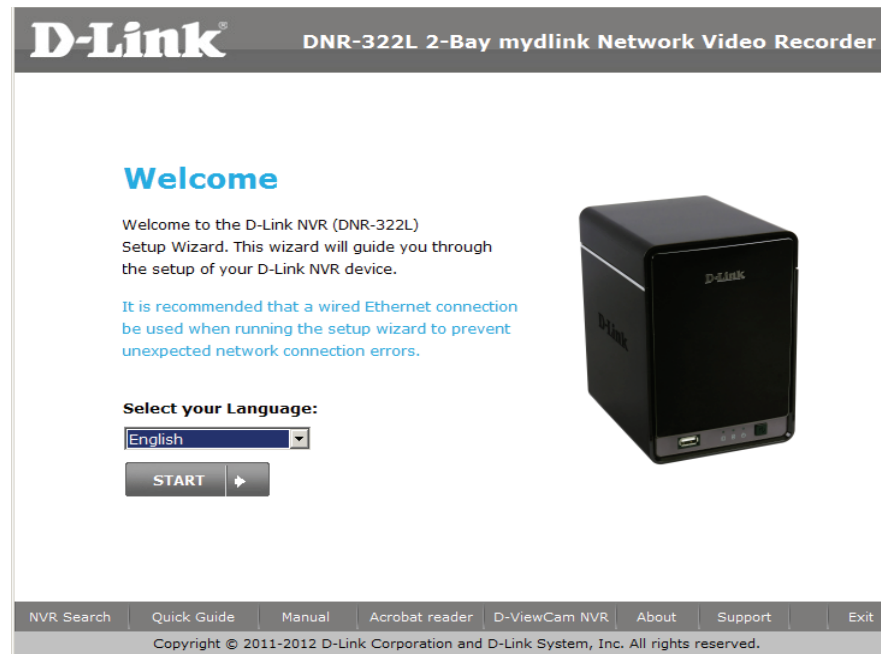 D-Link®
DNR-322L 2-Bay mydlink Network Video Recorder
Welcome
Welcome to the D-Link NVR (DNR-322L)
Setup Wizard. This wizard will guide you through
the setup of your D-Link NVR device.
It is recommended that a wired Ethernet connection
be used when running the setup wizard to prevent
unexpected network connection errors.
D-Link
D-Link
Select your Language:
English
START
NVR Search Quick Guide Manual Acrobat reader D-ViewCam NVR About Support Exit
Copyright © 2011-2012 D-Link Corporation and D-Link System, Inc. All rights reserved.